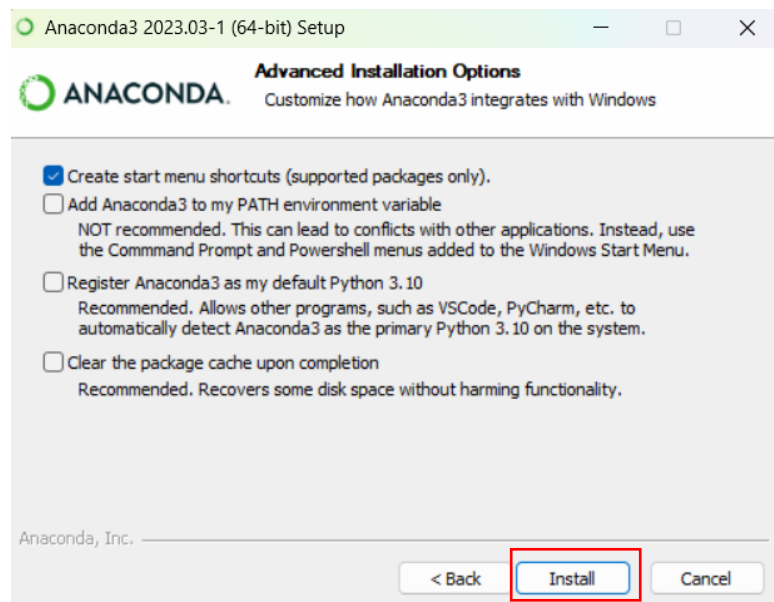 Anaconda3 2023.03-1 (64-bit) Setup
ANACONDA.
Advanced Installation Options
Customize how Anaconda3 integrates with Windows
Create start menu shortcuts (supported packages only).
Add Anaconda3 to my PATH environment variable
NOT recommended. This can lead to conflicts with other applications. Instead, use
the Commmand Prompt and Powershell menus added to the Windows Start Menu.
Register Anaconda3 as my default Python 3.10
Recommended. Allows other programs, such as VSCode, PyCharm, etc. to
automatically detect Anaconda3 as the primary Python 3.10 on the system.
Clear the package cache upon completion
Recommended. Recovers some disk space without harming functionality.
Anaconda, Inc.
< Back
Install
Cancel